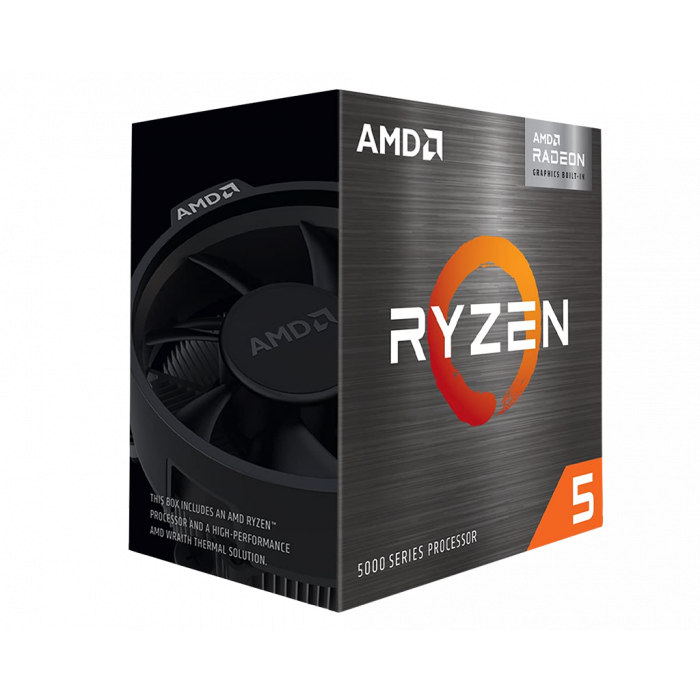 AMD
AMD
THIS BOX INCLUDES AN AMD RYZEN™
PROCESSOR AND A HIGH-PERFORMANCE
AMD WRAITH THERMAL SOLUTION.
AMD
AMD
RADEON
GRAPHICS BUILT-IN
RYZEN
5
5000 SERIES PROCESSOR